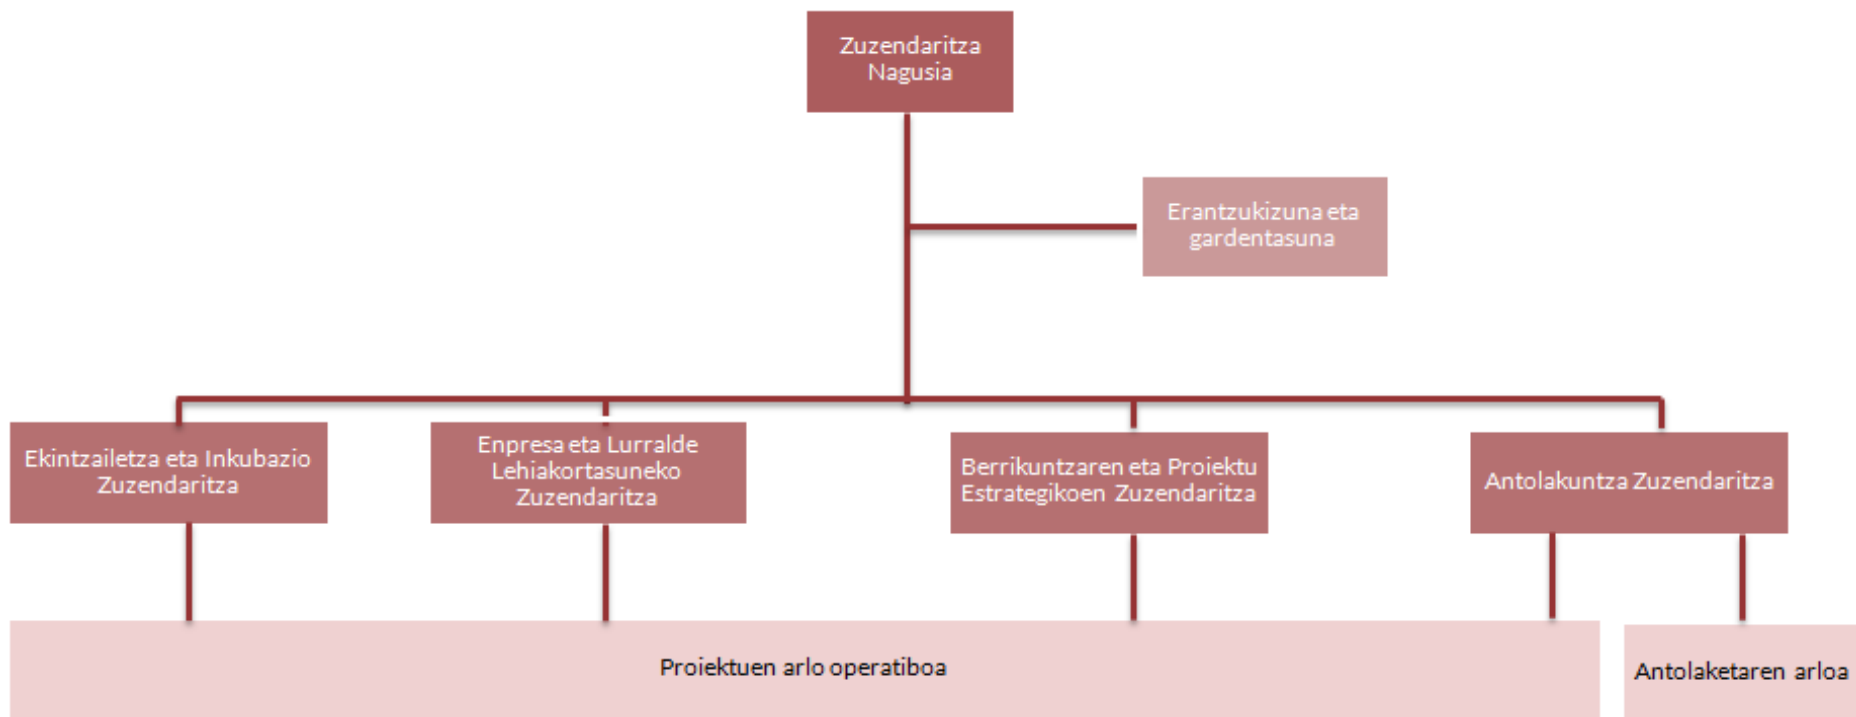 Zuzendaritza
Nagusia
Erantzukizuna eta
gardentasuna
Ekintzailetza eta Inkubazio
Zuzendaritza
Enpresa eta Lurralde
Lehiakortasuneko
Zuzendaritza
Berrikuntzaren eta Proiektu
Estrategikoen Zuzendaritza
Antolakuntza Zuzendaritza
Proiektuen arlo operatiboa
Antolaketaren arloa